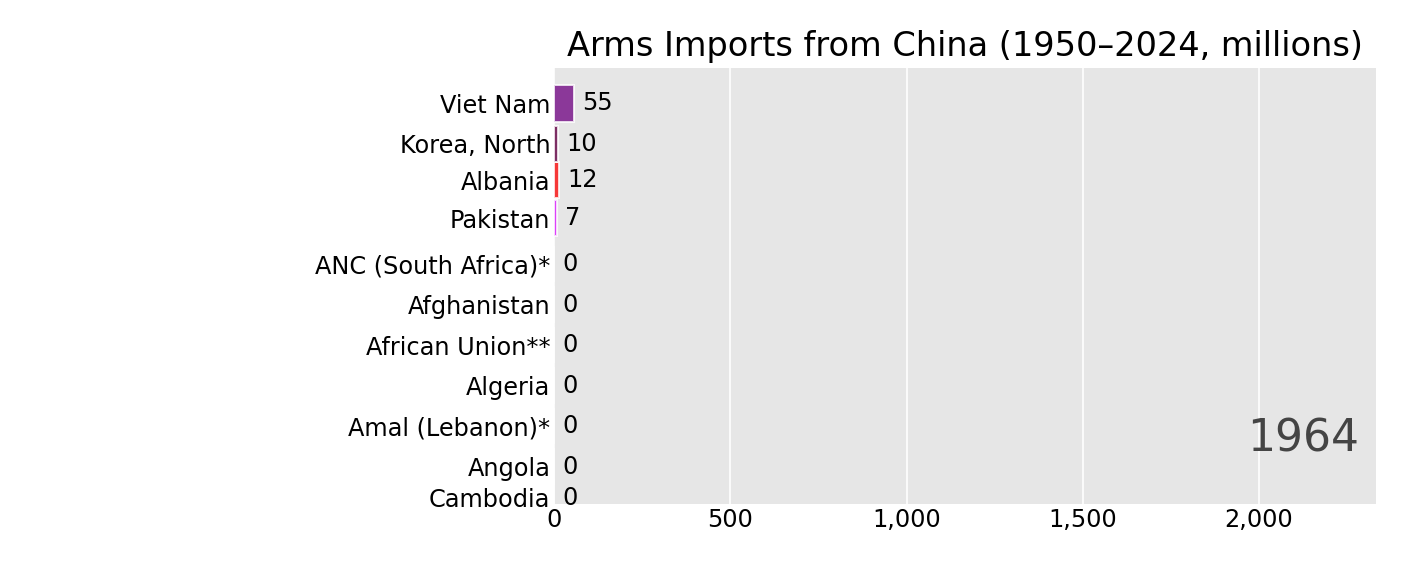 Arms Imports from China (1950–2024, millions)
Viet Nam 55
Korea, North 10
Albania 12
Pakistan 7
ANC (South Africa)* 0
Afghanistan 0
African Union** 0
Algeria 0
Amal (Lebanon)* 0
1964
Angola 0
Cambodia 0
0 500 1,000 1,500 2,000